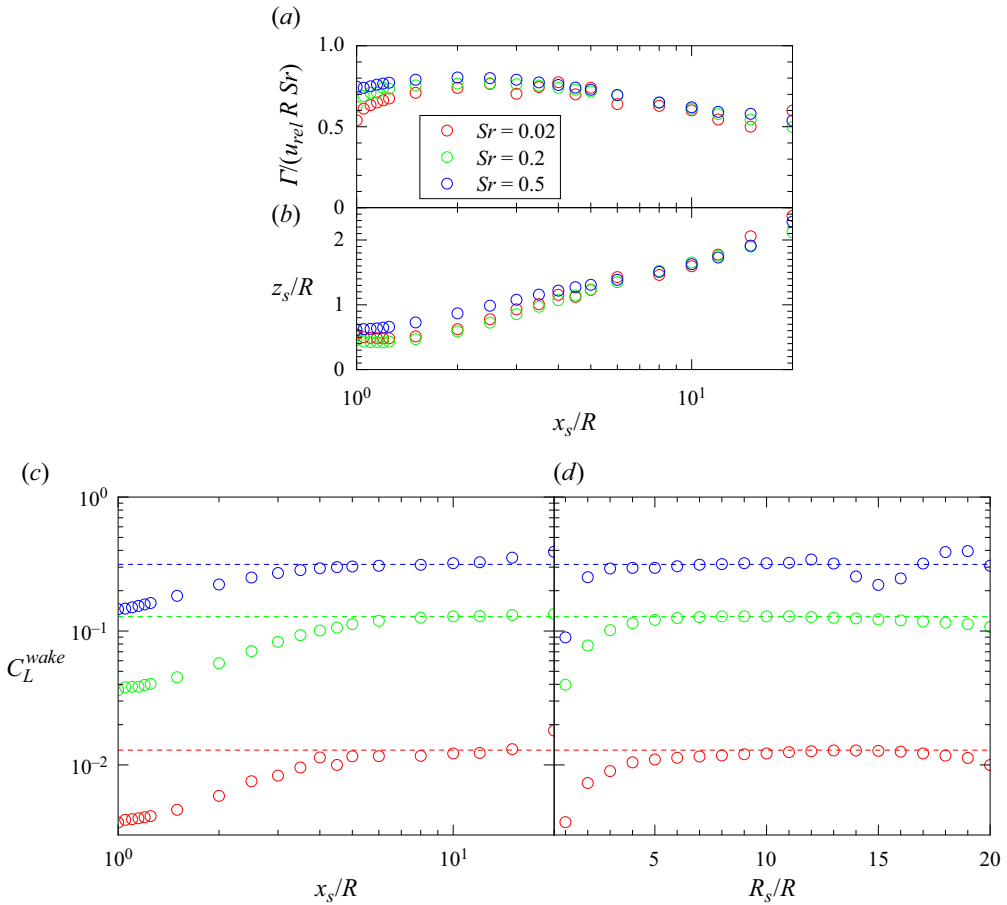 (a)
1.0
0.5
0
Γ/(u_rel R Sr)
Sr = 0.02
Sr = 0.2
Sr = 0.5
(b)
2
1
0
z_s/R
10^0
10^1
x_s/R
(c)
(d)
10^0
10^-1
10^-2
C_L^wake
10^0
10^1
x_s/R
5
10
15
20
R_s/R